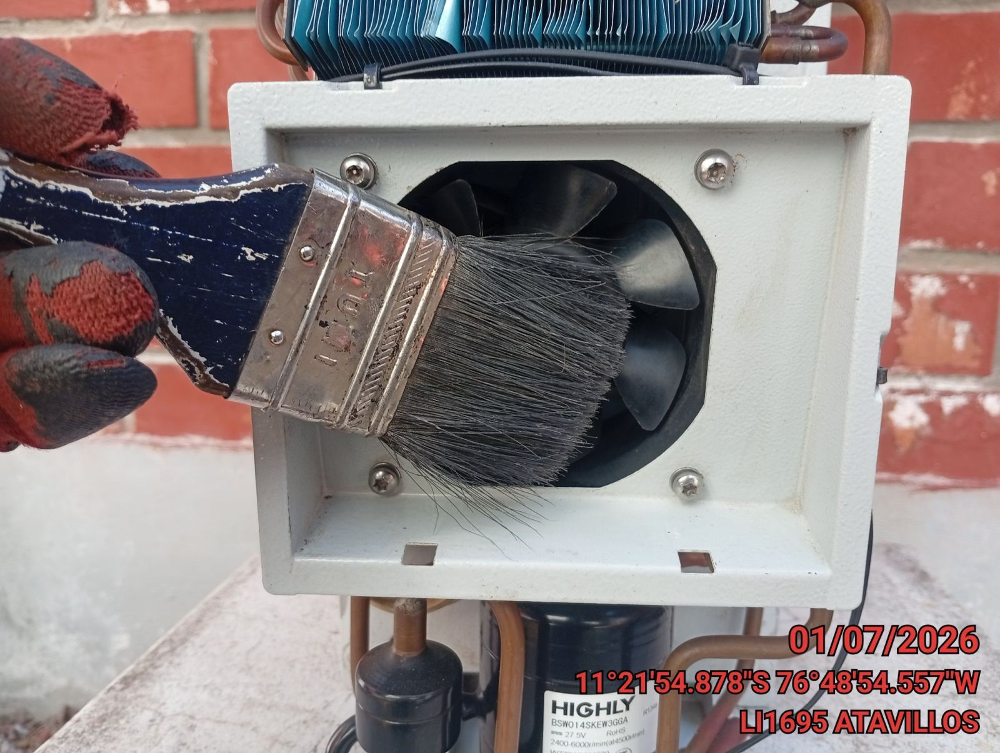 HIGHLY
R134a
BSW014SKEW3GGA
27.5V RoHS
2400-6000r/min(at4500r/min)
01/07/2026
11°21'54.878"S 76°48'54.557"W
LI1695 ATAVILLOS